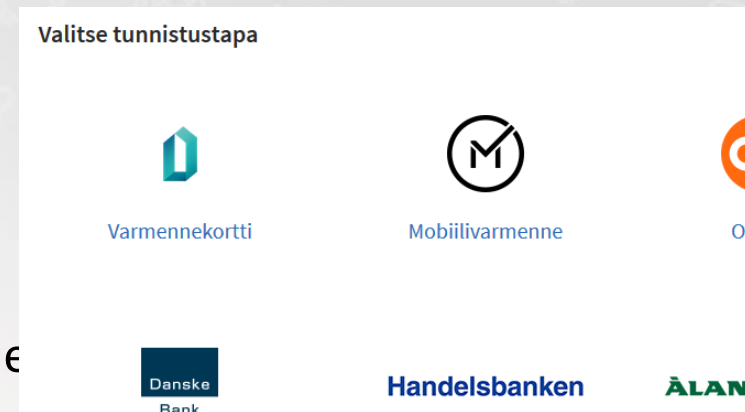 Valitse tunnistustapa
Varmennekortti
Mobiilivarmenne
Danske
Bank
Handelsbanken